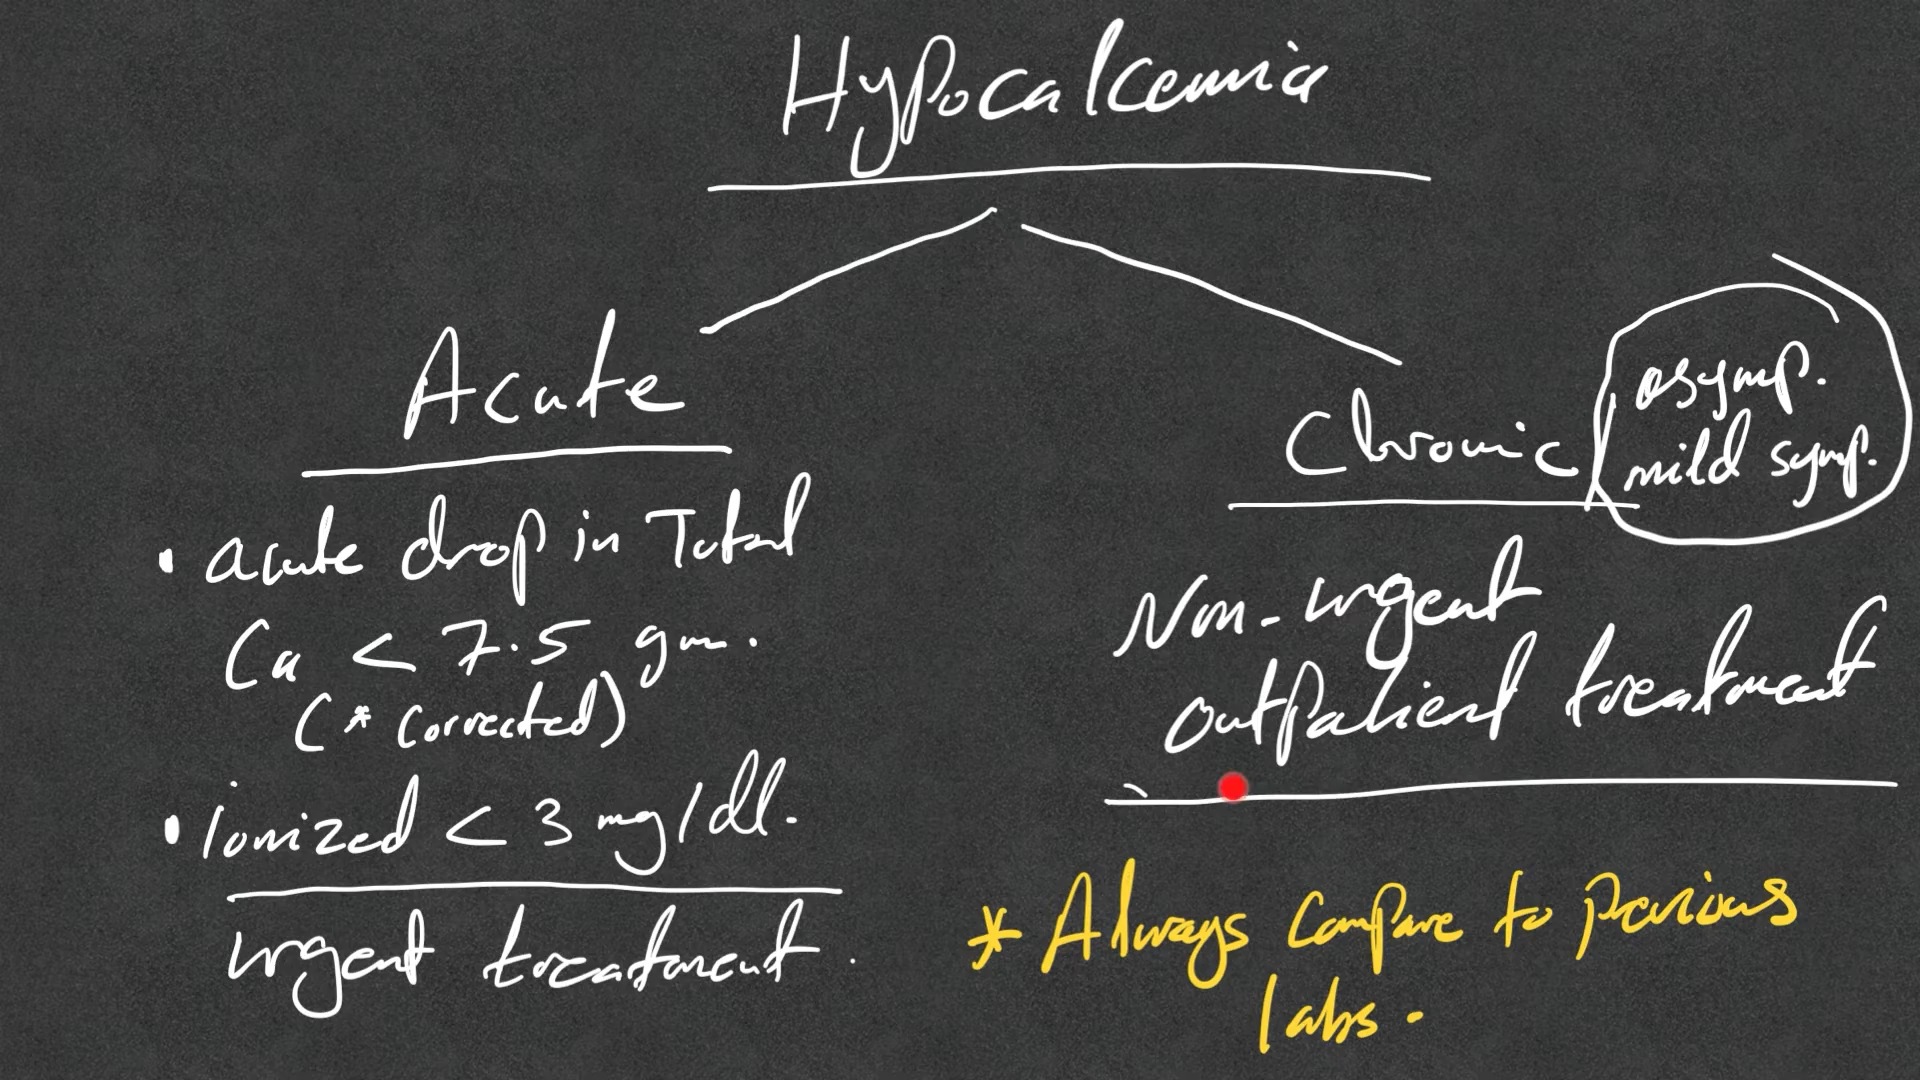 Hypocalcemia
Acute
• acute drop in Total
Ca < 7.5 gm.
(* corrected)
• ionized < 3 mg/dl.
urgent treatment.
Chronic
asymp.
mild symp.
Non-urgent
outpatient treatment
* Always compare to previous
labs.